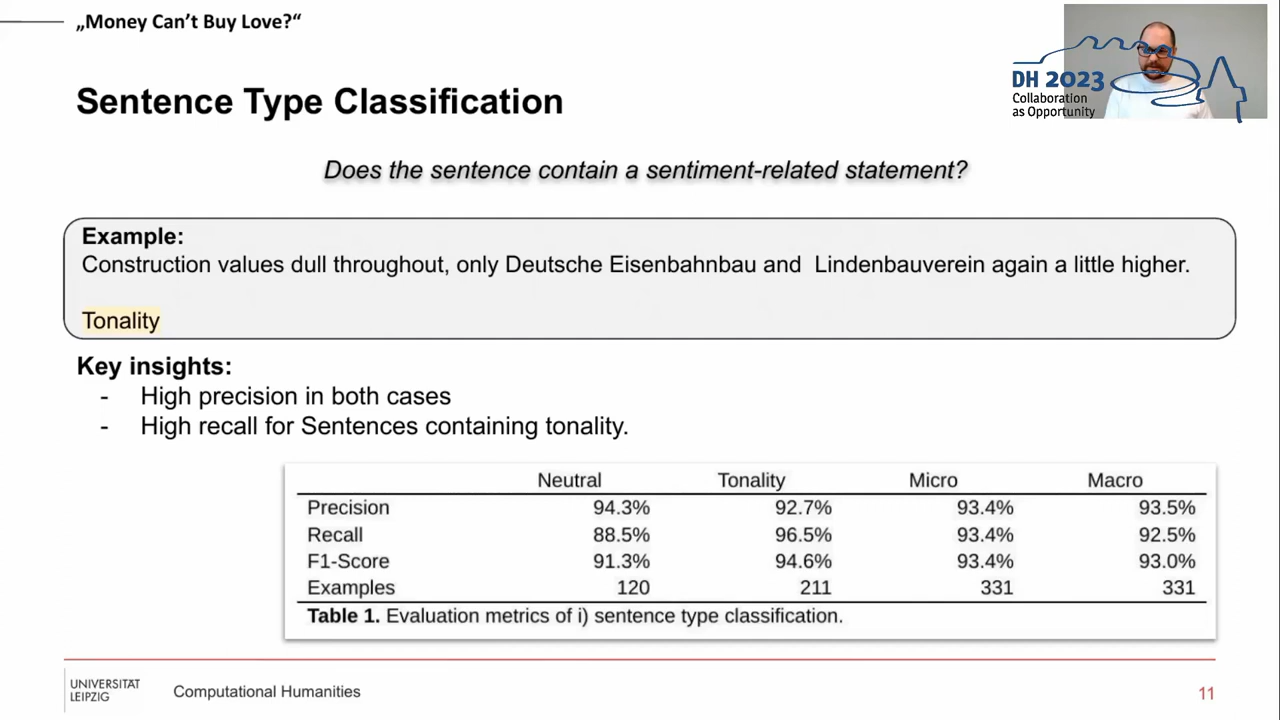 „Money Can’t Buy Love?“
DH 2023
Collaboration
as Opportunity
Sentence Type Classification
Does the sentence contain a sentiment-related statement?
Example:
Construction values dull throughout, only Deutsche Eisenbahnbau and Lindenbauverein again a little higher.
Tonality
Key insights:
- High precision in both cases
- High recall for Sentences containing tonality.
Neutral Tonality Micro Macro
Precision 94.3% 92.7% 93.4% 93.5%
Recall 88.5% 96.5% 93.4% 92.5%
F1-Score 91.3% 94.6% 93.4% 93.0%
Examples 120 211 331 331
Table 1. Evaluation metrics of i) sentence type classification.
UNIVERSITÄT
LEIPZIG
Computational Humanities
11